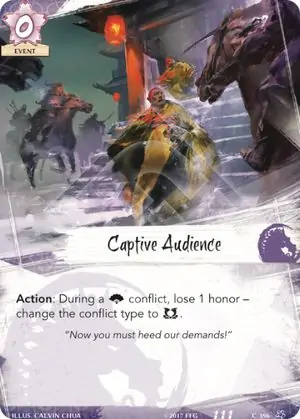 0
EVENT
Captive Audience
Action: During a conflict, lose 1 honor –
change the conflict type to .
"Now you must heed our demands!"
ILLUS. CALVIN CHUA
© 2017 FFG
111